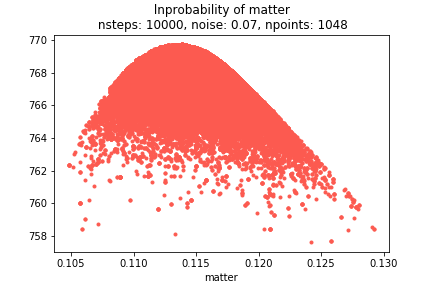 lnprobability of matter
nsteps: 10000, noise: 0.07, npoints: 1048
770
768
766
764
762
760
758
0.105 0.110 0.115 0.120 0.125 0.130
matter